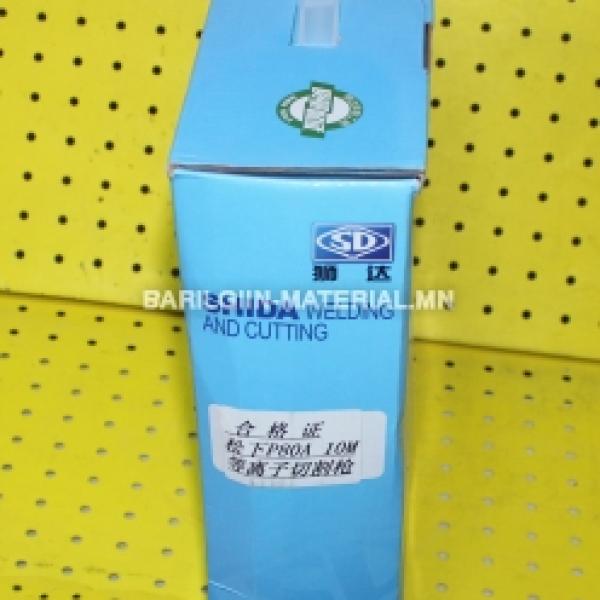 SD
狮达
BARILGIIN-MATERIAL.MN
SHIDA WELDING
AND CUTTING
合格证
松下P80A 10M
等离子切割枪